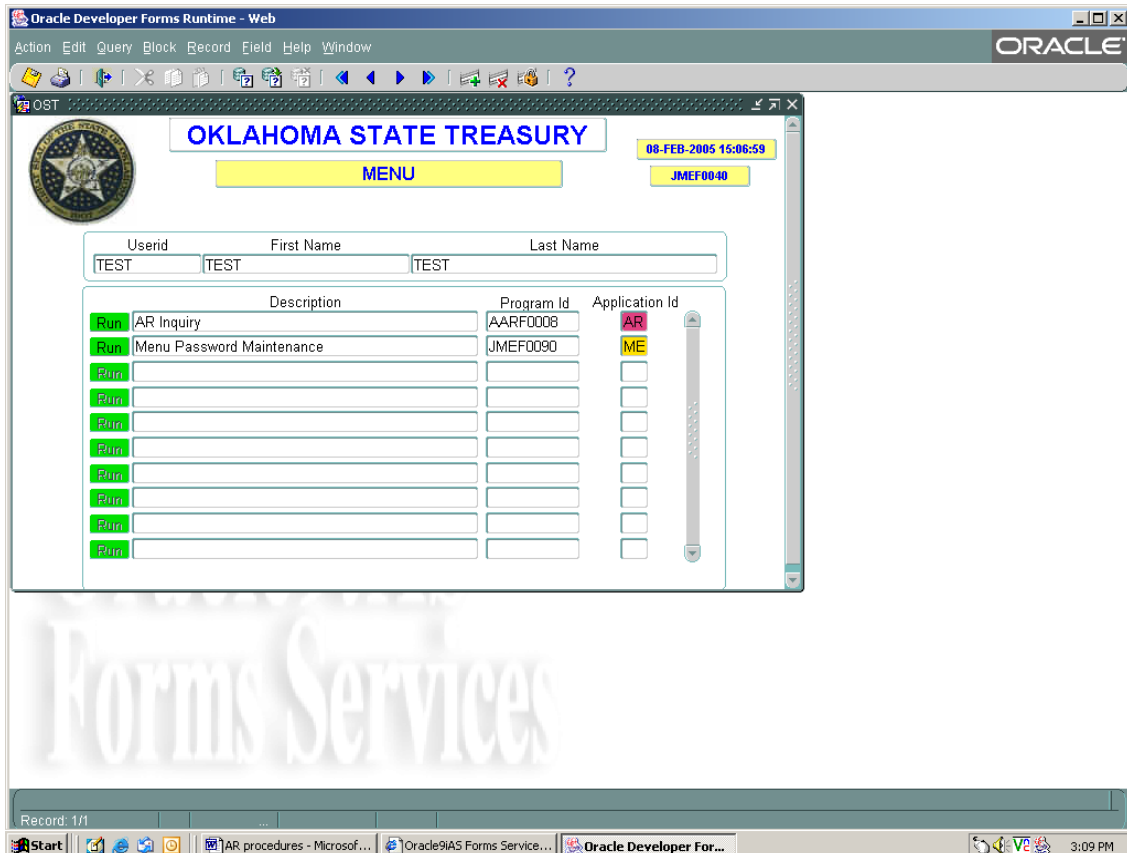 Oracle Developer Forms Runtime - Web
Action Edit Query Block Record Field Help Window
ORACLE
OST
OKLAHOMA STATE TREASURY
08-FEB-2005 15:06:59
MENU
JMEF0040
Userid First Name Last Name
TEST TEST TEST
Description Program Id Application Id
Run AR Inquiry AARF0008 AR
Run Menu Password Maintenance JMEF0090 ME
Run
Run
Run
Run
Run
Run
Run
Run
Forms Services
Record: 1/1 ...
Start AR procedures - Microsof... Oracle9iAS Forms Service... Oracle Developer For... 3:09 PM